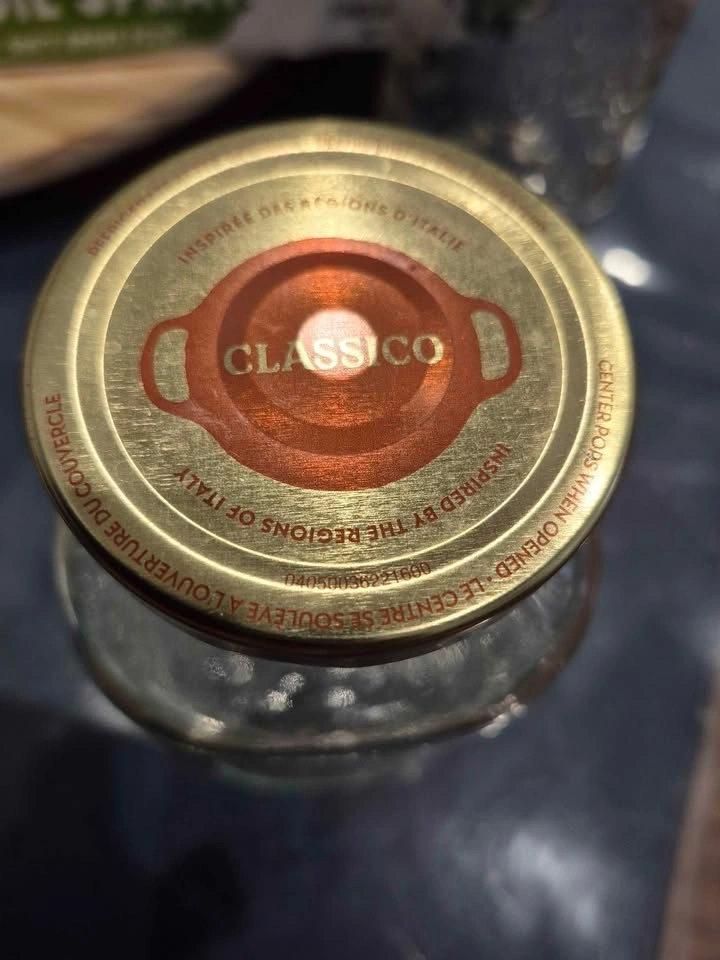 INSPIRÉE DES RÉGIONS D'ITALIE
CLASSICO
INSPIRED BY THE REGIONS OF ITALY
CENTER POPS WHEN OPENED • LE CENTRE SE SOULÈVE À L'OUVERTURE DU COUVERCLE